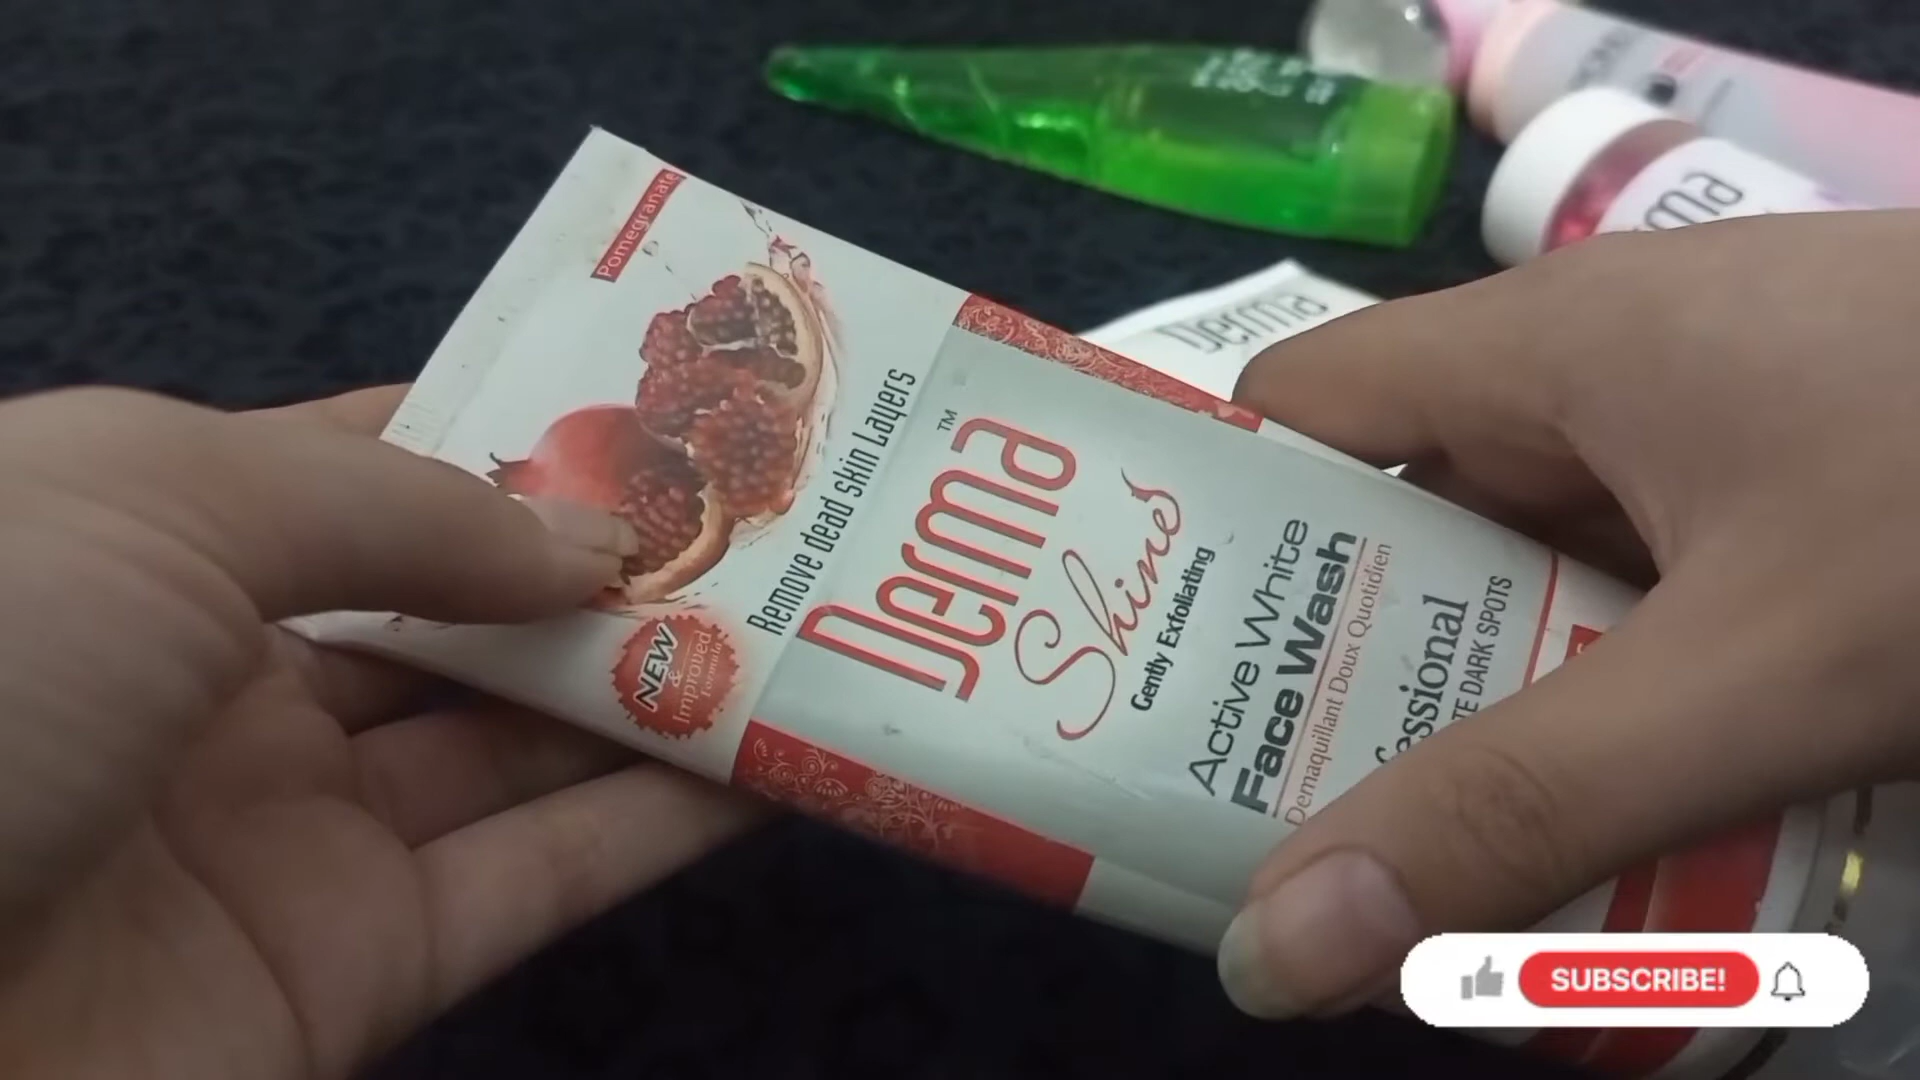 Pomegranate
NEW
&
Improved
Formula
Remove dead skin Layers
Derma
TM
Shine
Gently Exfoliating
Active White
Face Wash
Demaquillant Doux Quotidien
DARK SPOTS
Derma
SUBSCRIBE!